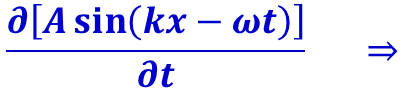 ∂[A sin(kx − ωt)]
∂t
⇒